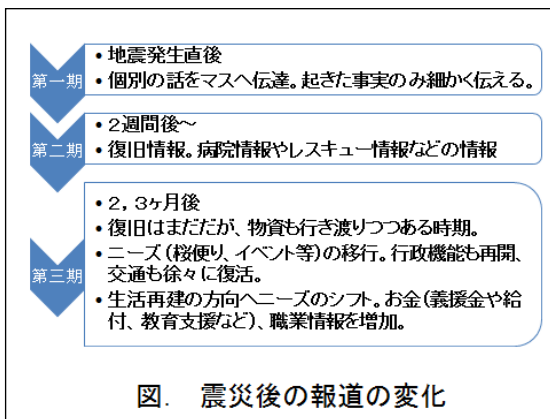 第一期
• 地震発生直後
• 個別の話をマスへ伝達。起きた事実のみ細かく伝える。
第二期
• 2週間後～
• 復旧情報。病院情報やレスキュー情報などの情報
第三期
• 2，3ヶ月後
• 復旧はまだだが、物資も行き渡りつつある時期。
• ニーズ(桜便り、イベント等)の移行。行政機能も再開、
交通も徐々に復活。
• 生活再建の方向へニーズのシフト。お金(義援金や給
付、教育支援など)、職業情報を増加。
図． 震災後の報道の変化